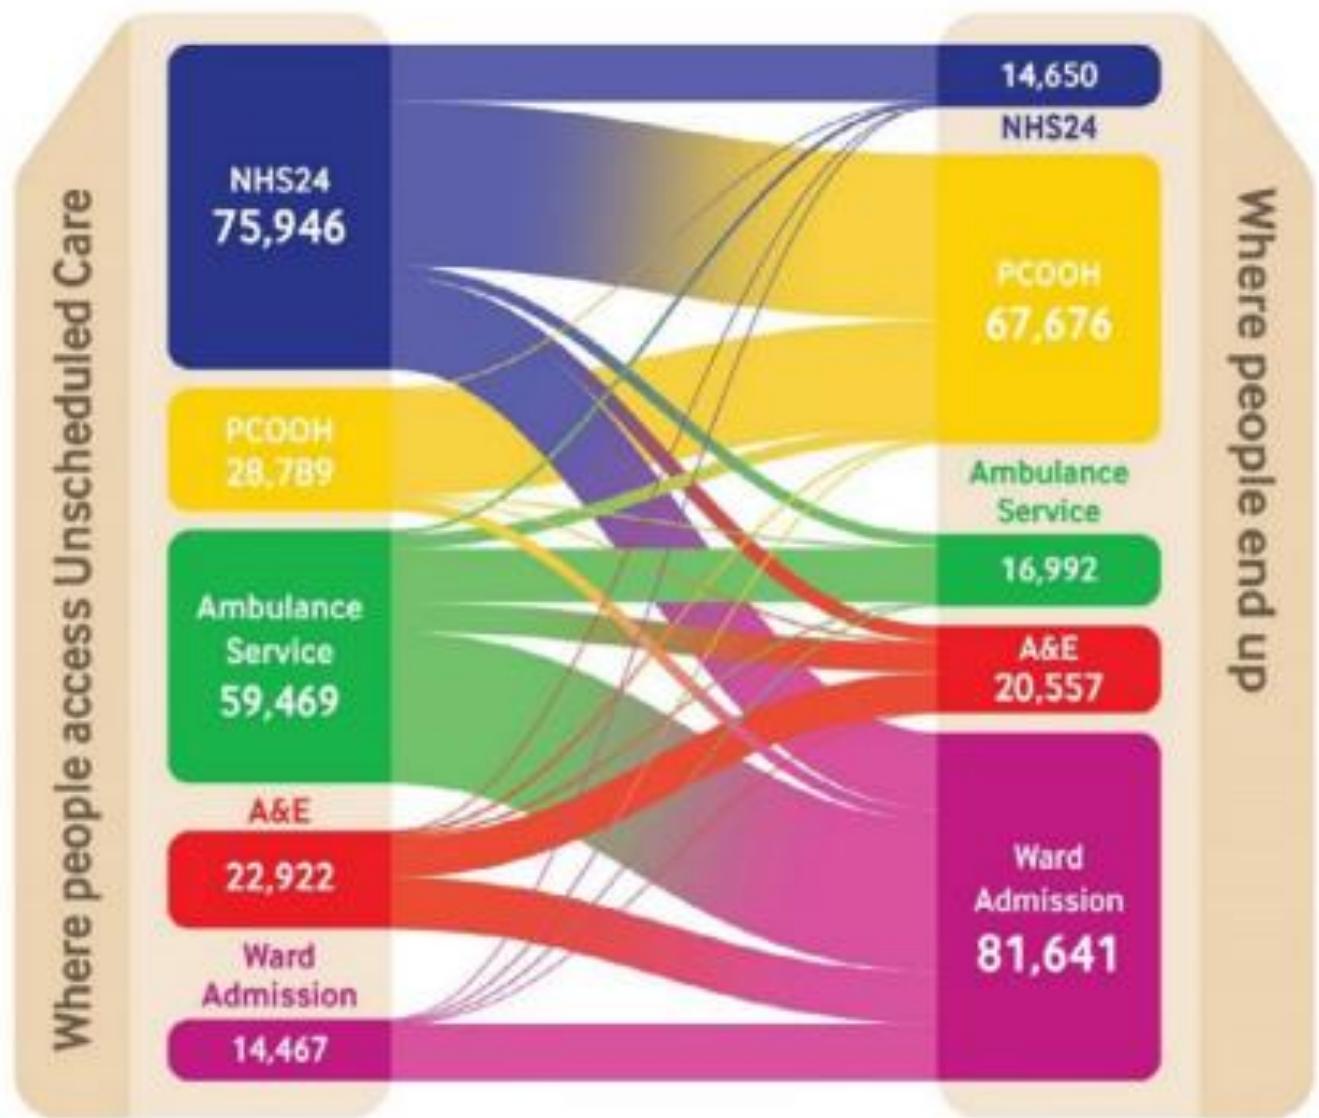 Where people access Unscheduled Care
NHS24
75,946
PCOOH
28,789
Ambulance
Service
59,469
A&E
22,922
Ward
Admission
14,467
14,650
NHS24
PCOOH
67,676
Ambulance
Service
16,992
A&E
20,557
Ward
Admission
81,641
Where people end up